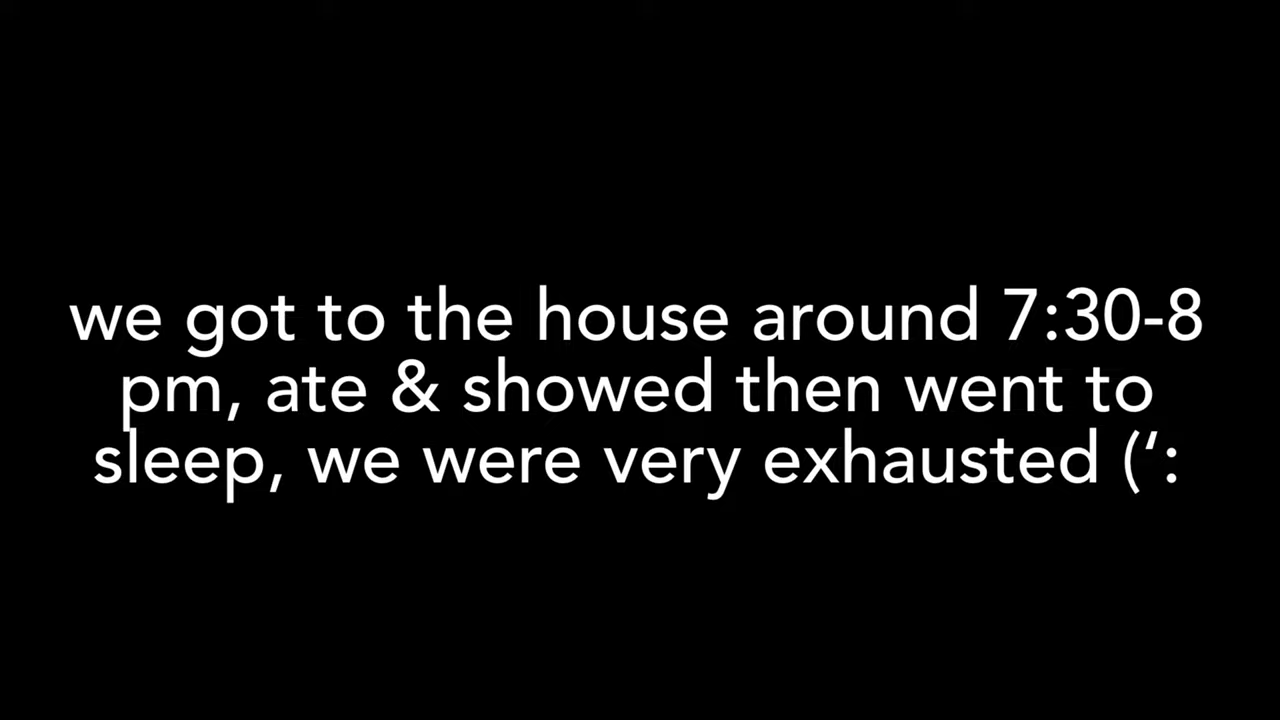 we got to the house around 7:30-8
pm, ate & showed then went to
sleep, we were very exhausted (‘: